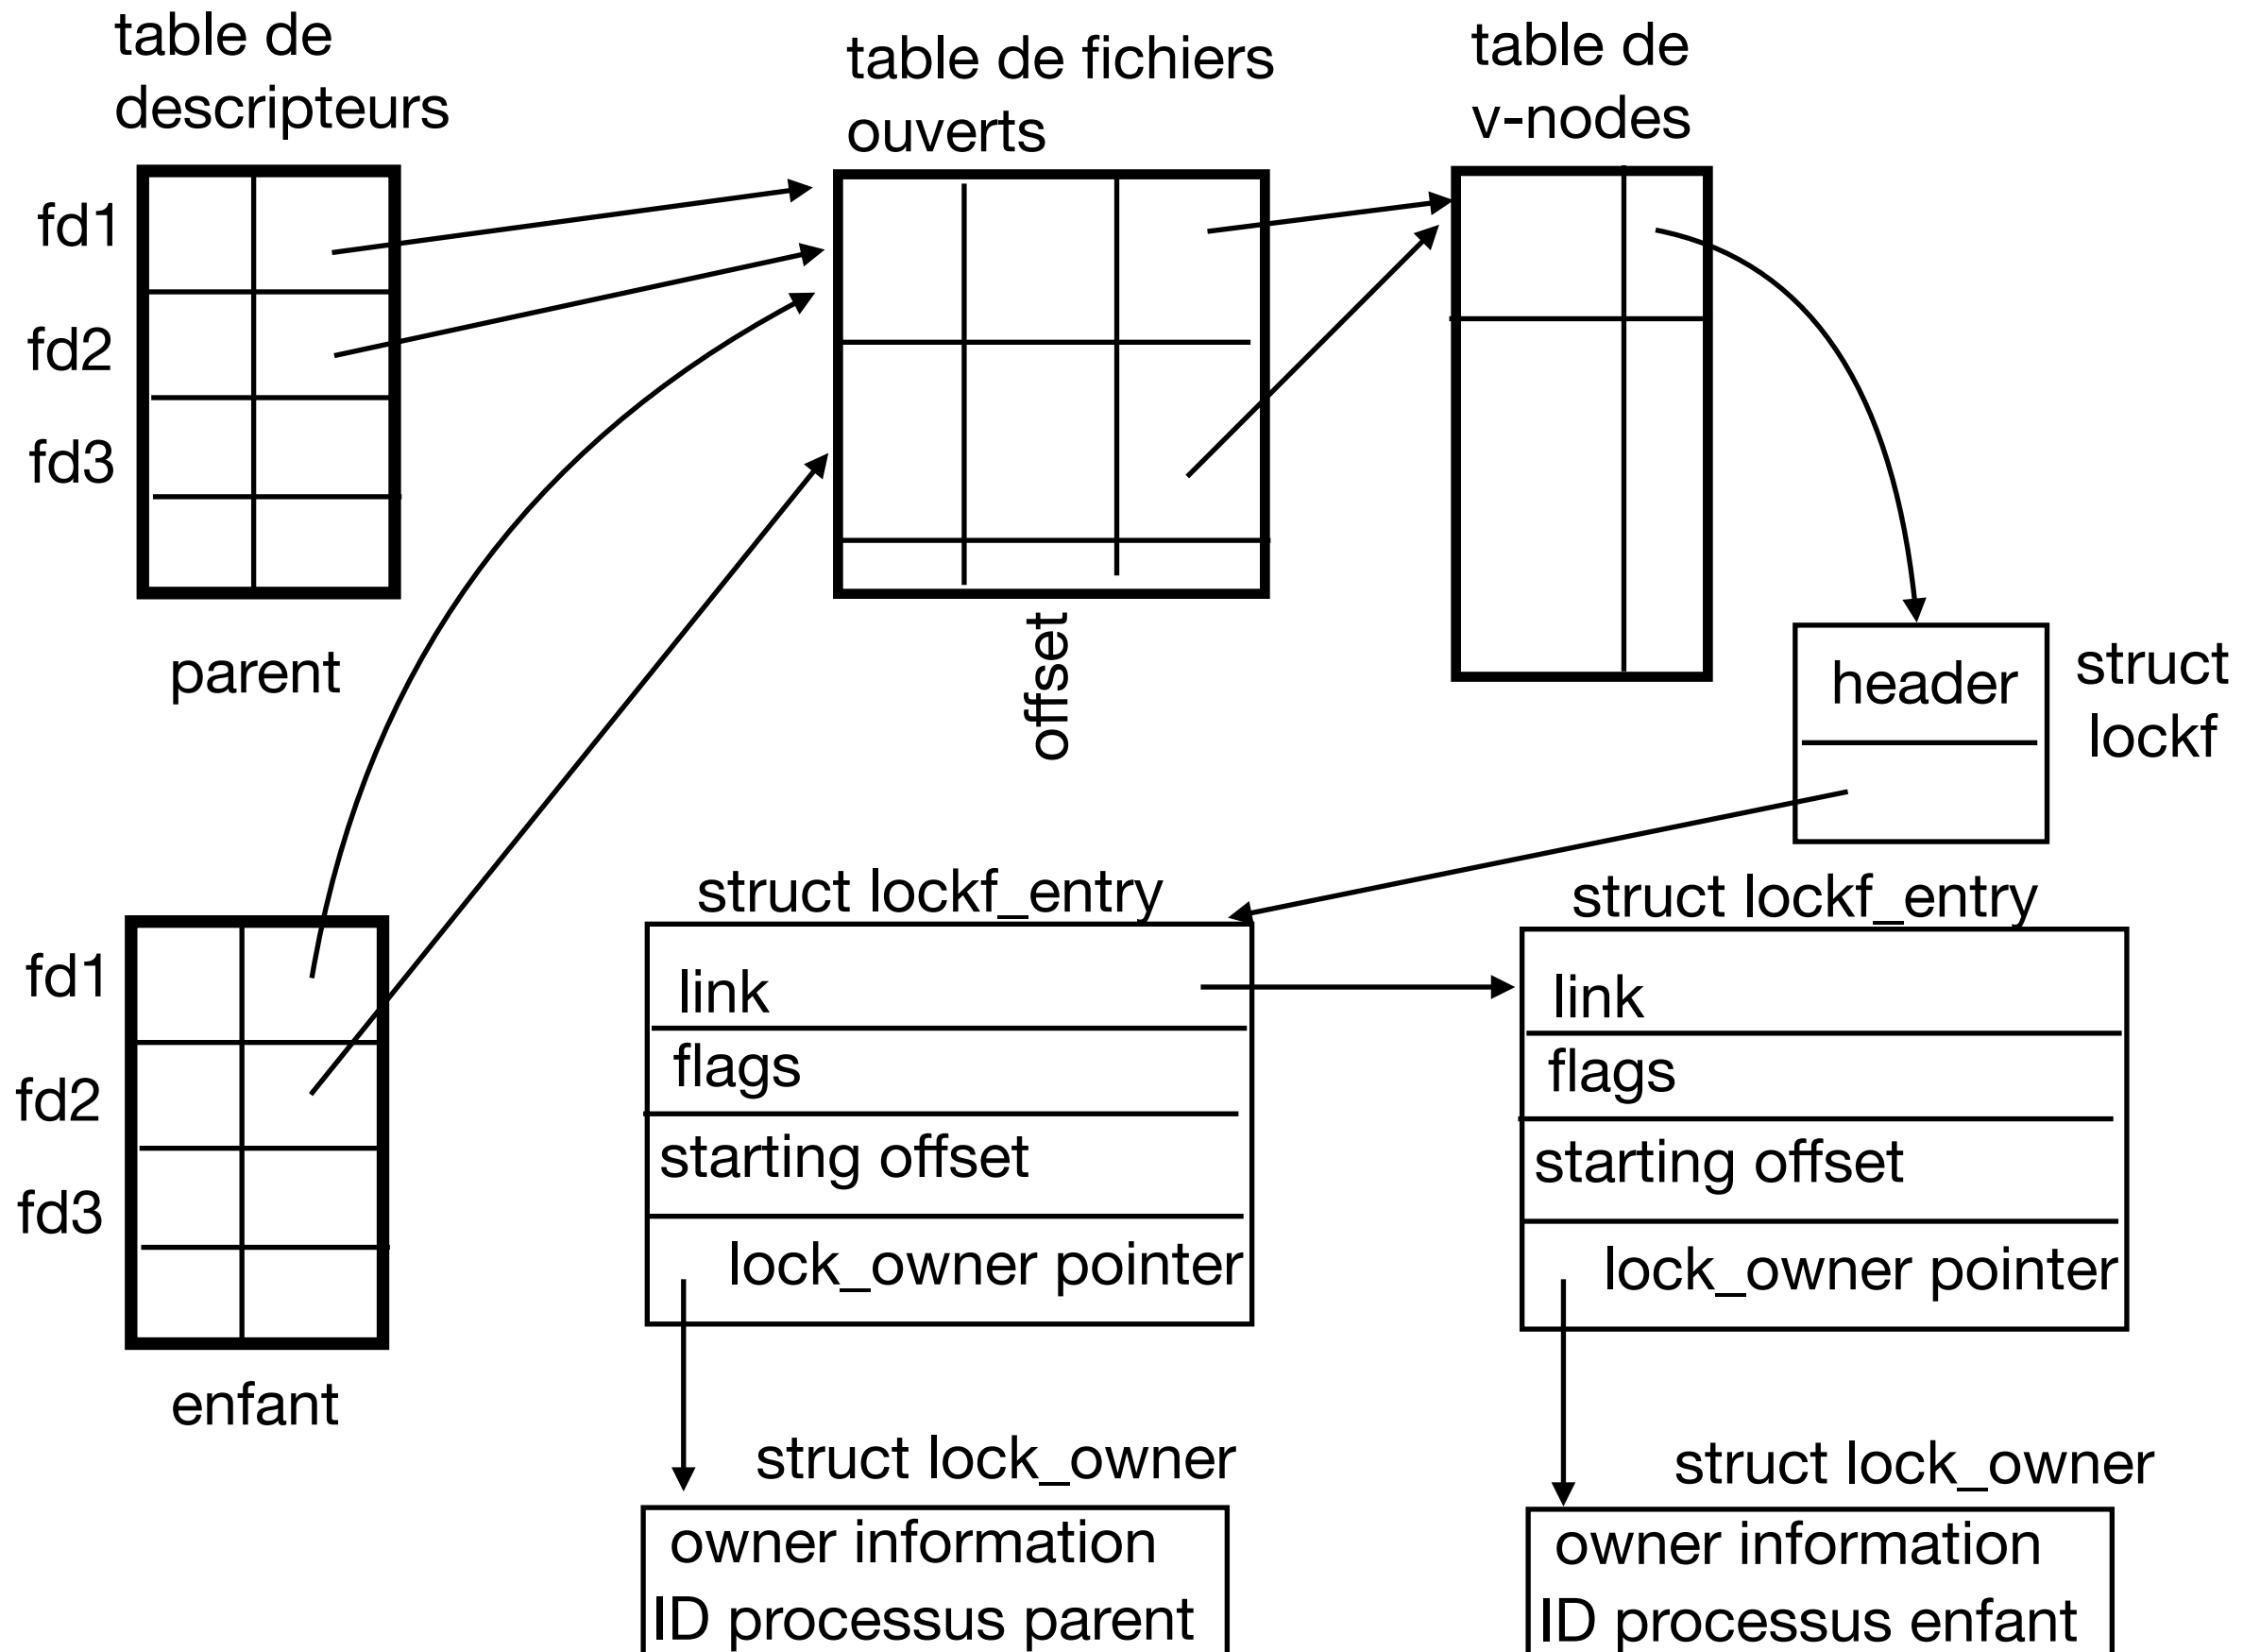 table de
descripteurs
table de fichiers
ouverts
table de
v-nodes
fd1
fd2
fd3
parent
offset
header
struct
lockf
fd1
fd2
fd3
enfant
struct lockf_entry
link
flags
starting offset
lock_owner pointer
struct lockf_entry
link
flags
starting offset
lock_owner pointer
struct lock_owner
owner information
ID processus parent
struct lock_owner
owner information
ID processus enfant